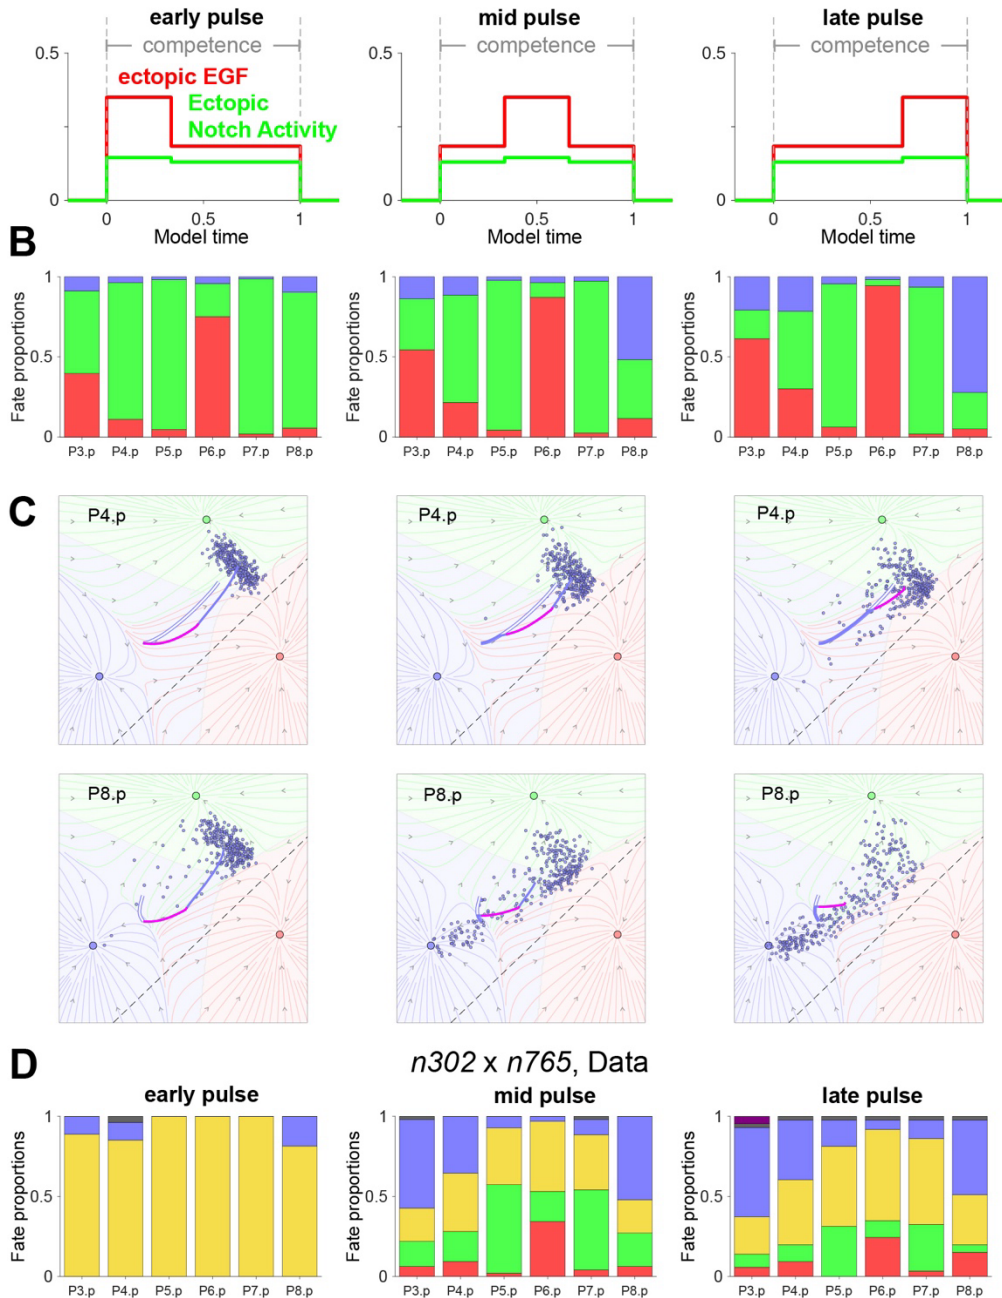 early pulse
mid pulse
late pulse
competence
competence
competence
0.5
0.5
0.5
ectopic EGF
Ectopic
Notch Activity
0
0
0
0
0.5
1
0
0.5
1
0
0.5
1
Model time
Model time
Model time
B
Fate proportions
1
0.5
0
P3.p P4.p P5.p P6.p P7.p P8.p
Fate proportions
1
0.5
0
P3.p P4.p P5.p P6.p P7.p P8.p
Fate proportions
1
0.5
0
P3.p P4.p P5.p P6.p P7.p P8.p
C
P4.p
P4.p
P4.p
P8.p
P8.p
P8.p
D
n302 x n765, Data
early pulse
mid pulse
late pulse
Fate proportions
1
0.5
0
P3.p P4.p P5.p P6.p P7.p P8.p
Fate proportions
1
0.5
0
P3.p P4.p P5.p P6.p P7.p P8.p
Fate proportions
1
0.5
0
P3.p P4.p P5.p P6.p P7.p P8.p